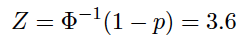 Z = Φ⁻¹(1 − p) = 3.6